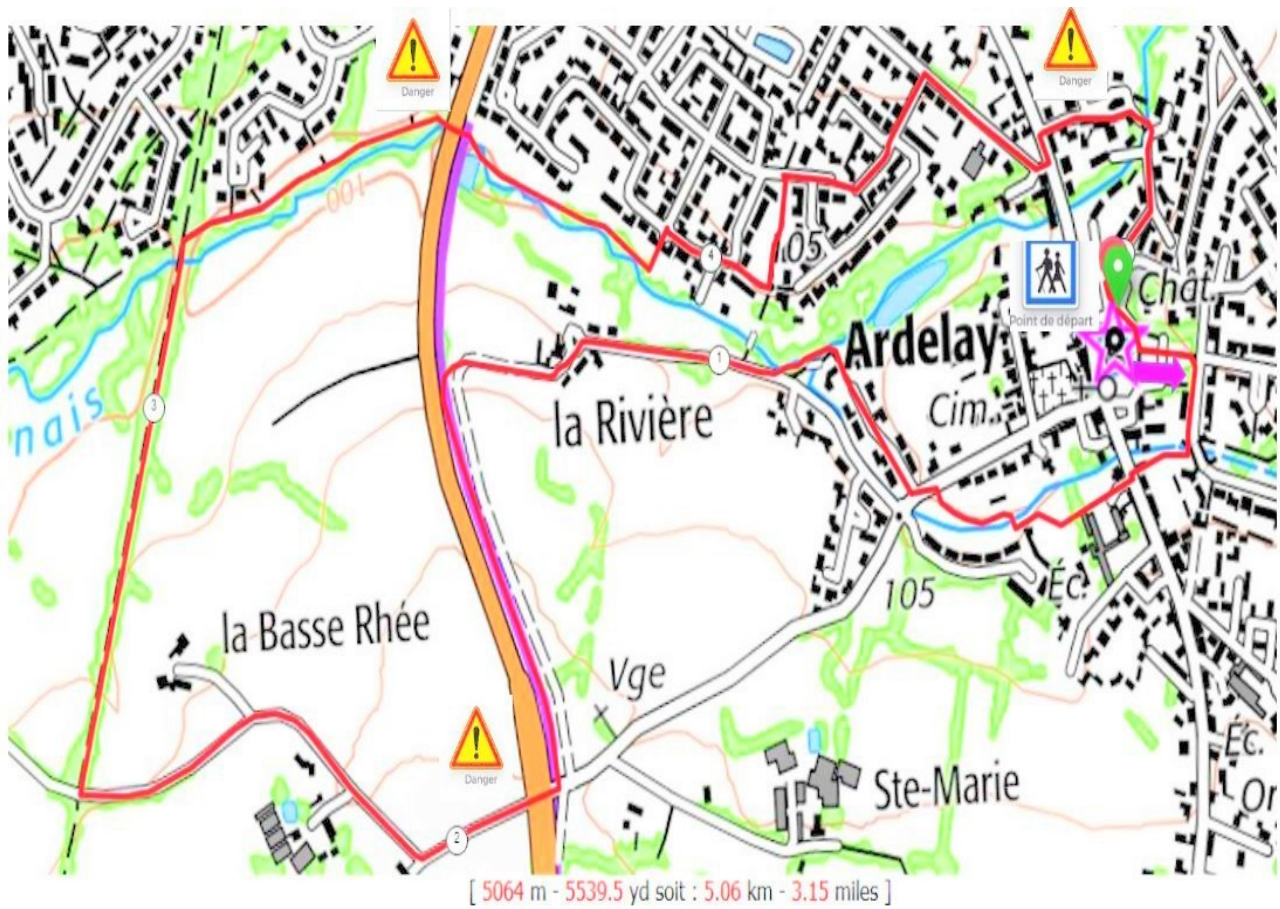 Danger
Danger
100
nais
3
4
105
Point de départ
Chat.
Ardelay
1
Cim.
la Rivière
105
Éc.
la Basse Rhée
Vge
Danger
2
Ste-Marie
Éc.
Or
[ 5064 m - 5539.5 yd soit : 5.06 km - 3.15 miles ]